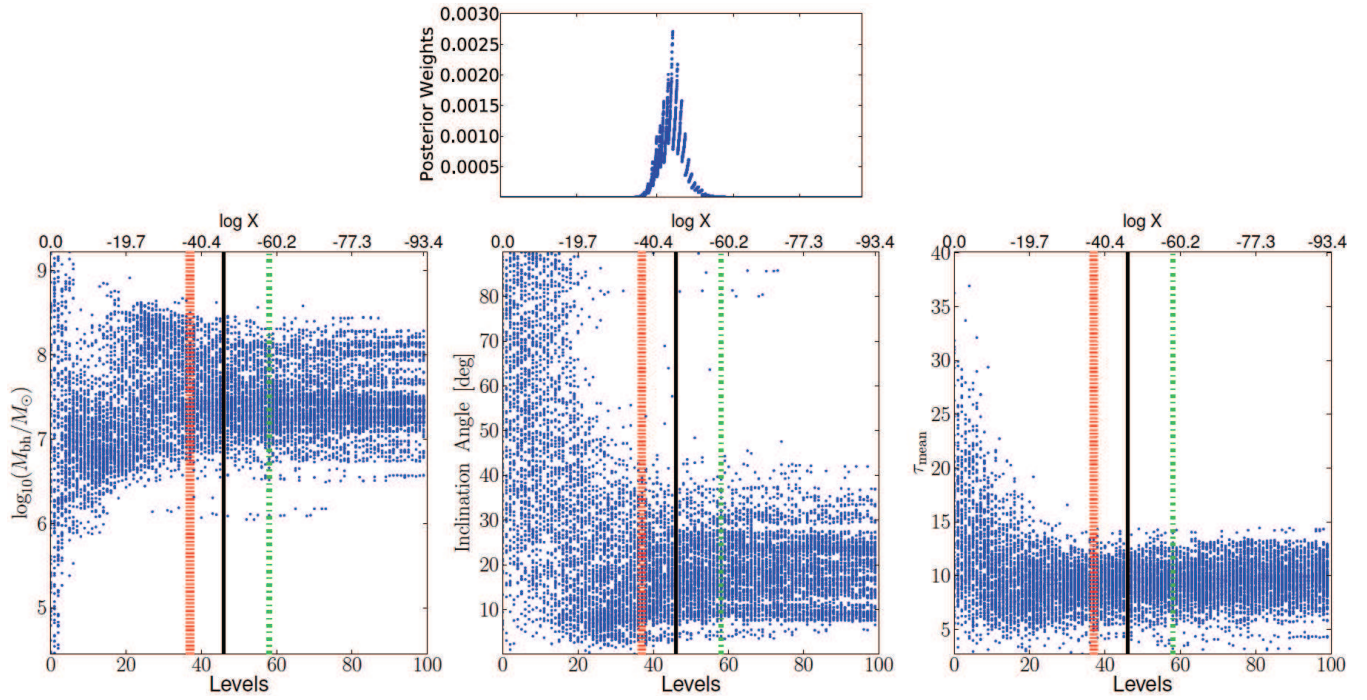 0.0030
0.0025
0.0020
0.0015
0.0010
0.0005
Posterior Weights
log X
0.0 -19.7 -40.4 -60.2 -77.3 -93.4
9
8
7
6
5
log₁₀(M_bh/M_⊙)
0 20 40 60 80 100
Levels
log X
0.0 -19.7 -40.4 -60.2 -77.3 -93.4
80
70
60
50
40
30
20
10
Inclination Angle [deg]
0 20 40 60 80 100
Levels
log X
0.0 -19.7 -40.4 -60.2 -77.3 -93.4
40
35
30
25
20
15
10
5
τ_mean
0 20 40 60 80 100
Levels